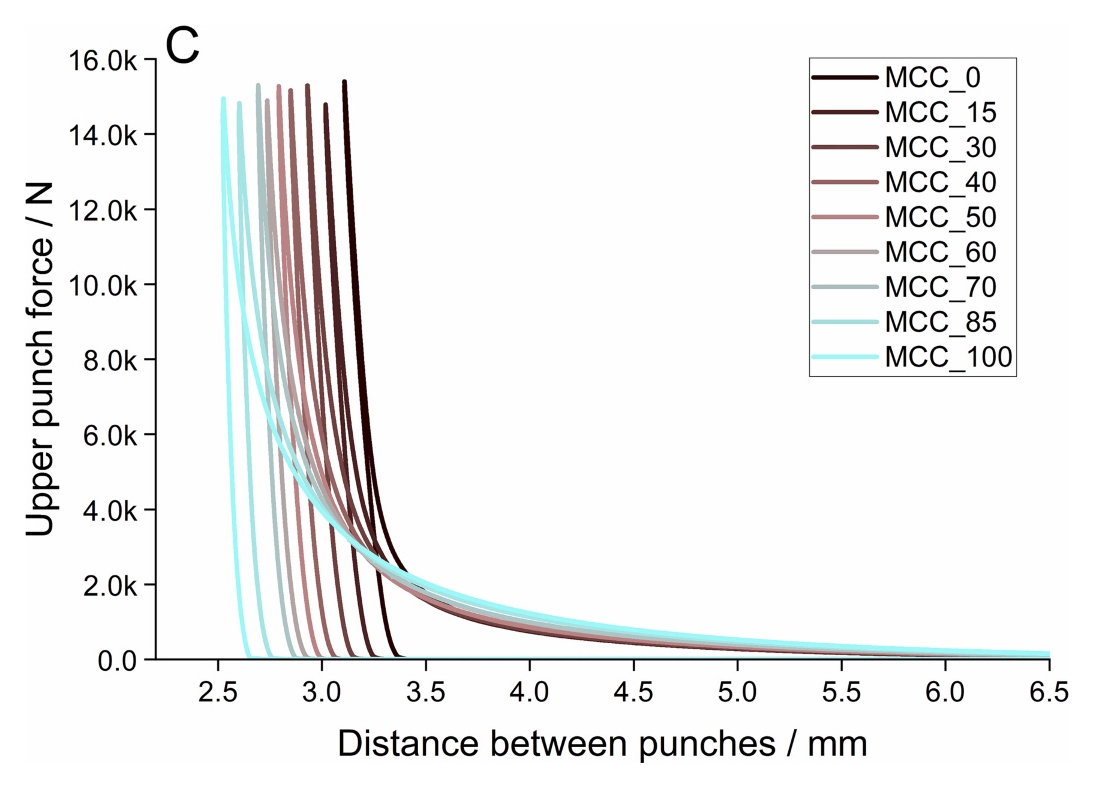 C
16.0k
14.0k
12.0k
10.0k
8.0k
6.0k
4.0k
2.0k
0.0
Upper punch force / N
MCC_0
MCC_15
MCC_30
MCC_40
MCC_50
MCC_60
MCC_70
MCC_85
MCC_100
2.5 3.0 3.5 4.0 4.5 5.0 5.5 6.0 6.5
Distance between punches / mm